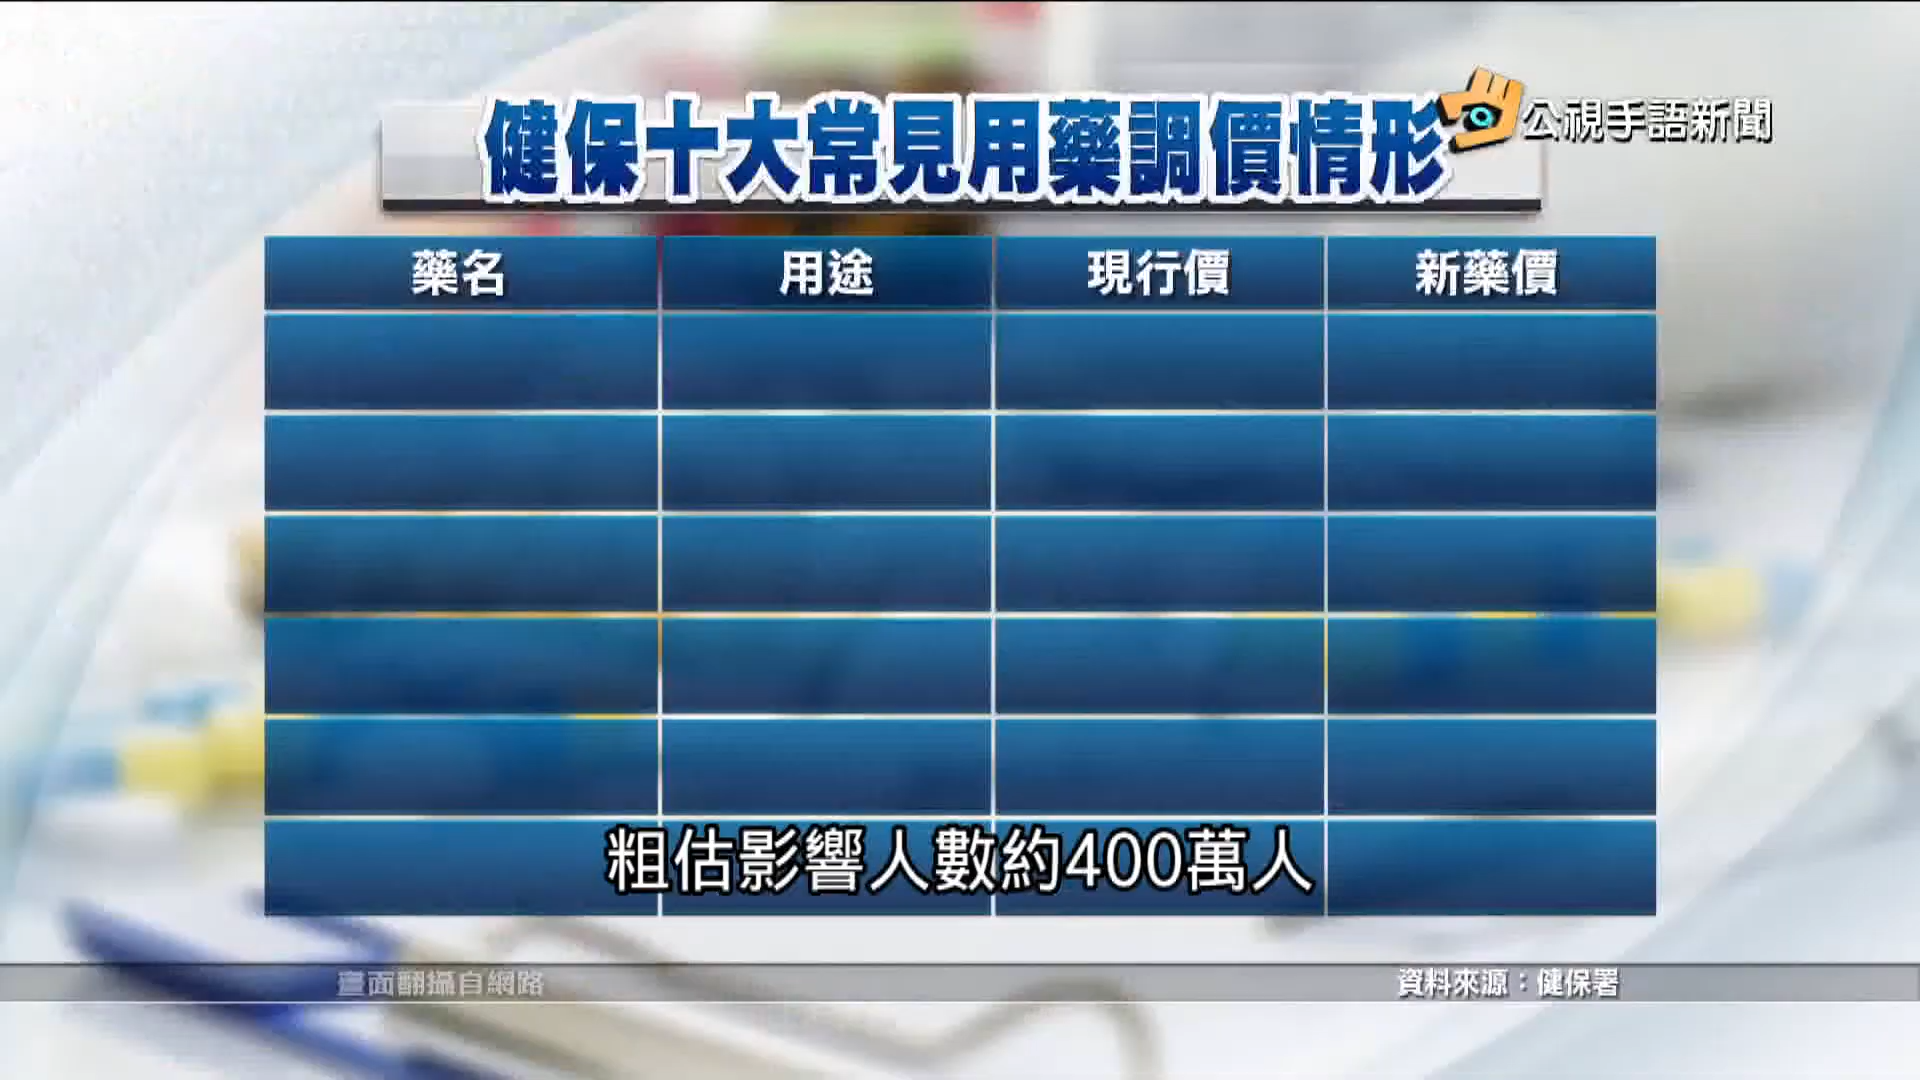 健保十大常見用藥調價情形
公視手語新聞
藥名 用途 現行價 新藥價
粗估影響人數約400萬人
畫面翻攝自網路
資料來源：健保署